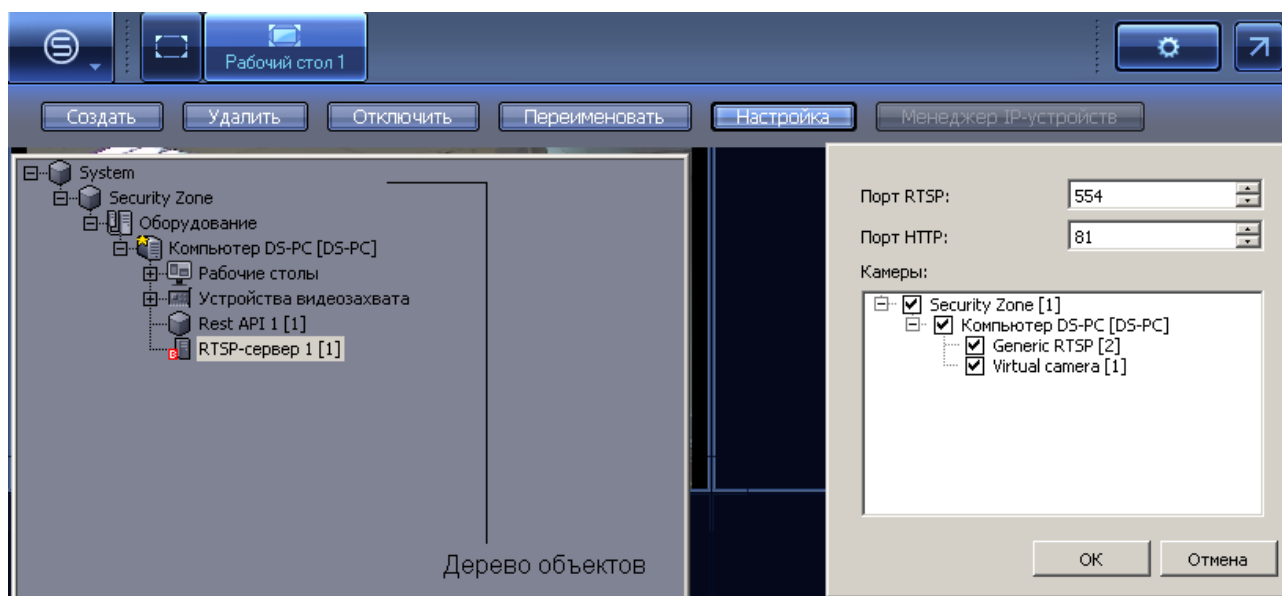 Рабочий стол 1
Создать Удалить Отключить Переименовать Настройка Менеджер IP-устройств
System
Security Zone
Оборудование
Компьютер DS-PC [DS-PC]
Рабочие столы
Устройства видеозахвата
Rest API 1 [1]
RTSP-сервер 1 [1]
Дерево объектов
Порт RTSP: 554
Порт HTTP: 81
Камеры:
Security Zone [1]
Компьютер DS-PC [DS-PC]
Generic RTSP [2]
Virtual camera [1]
OK Отмена